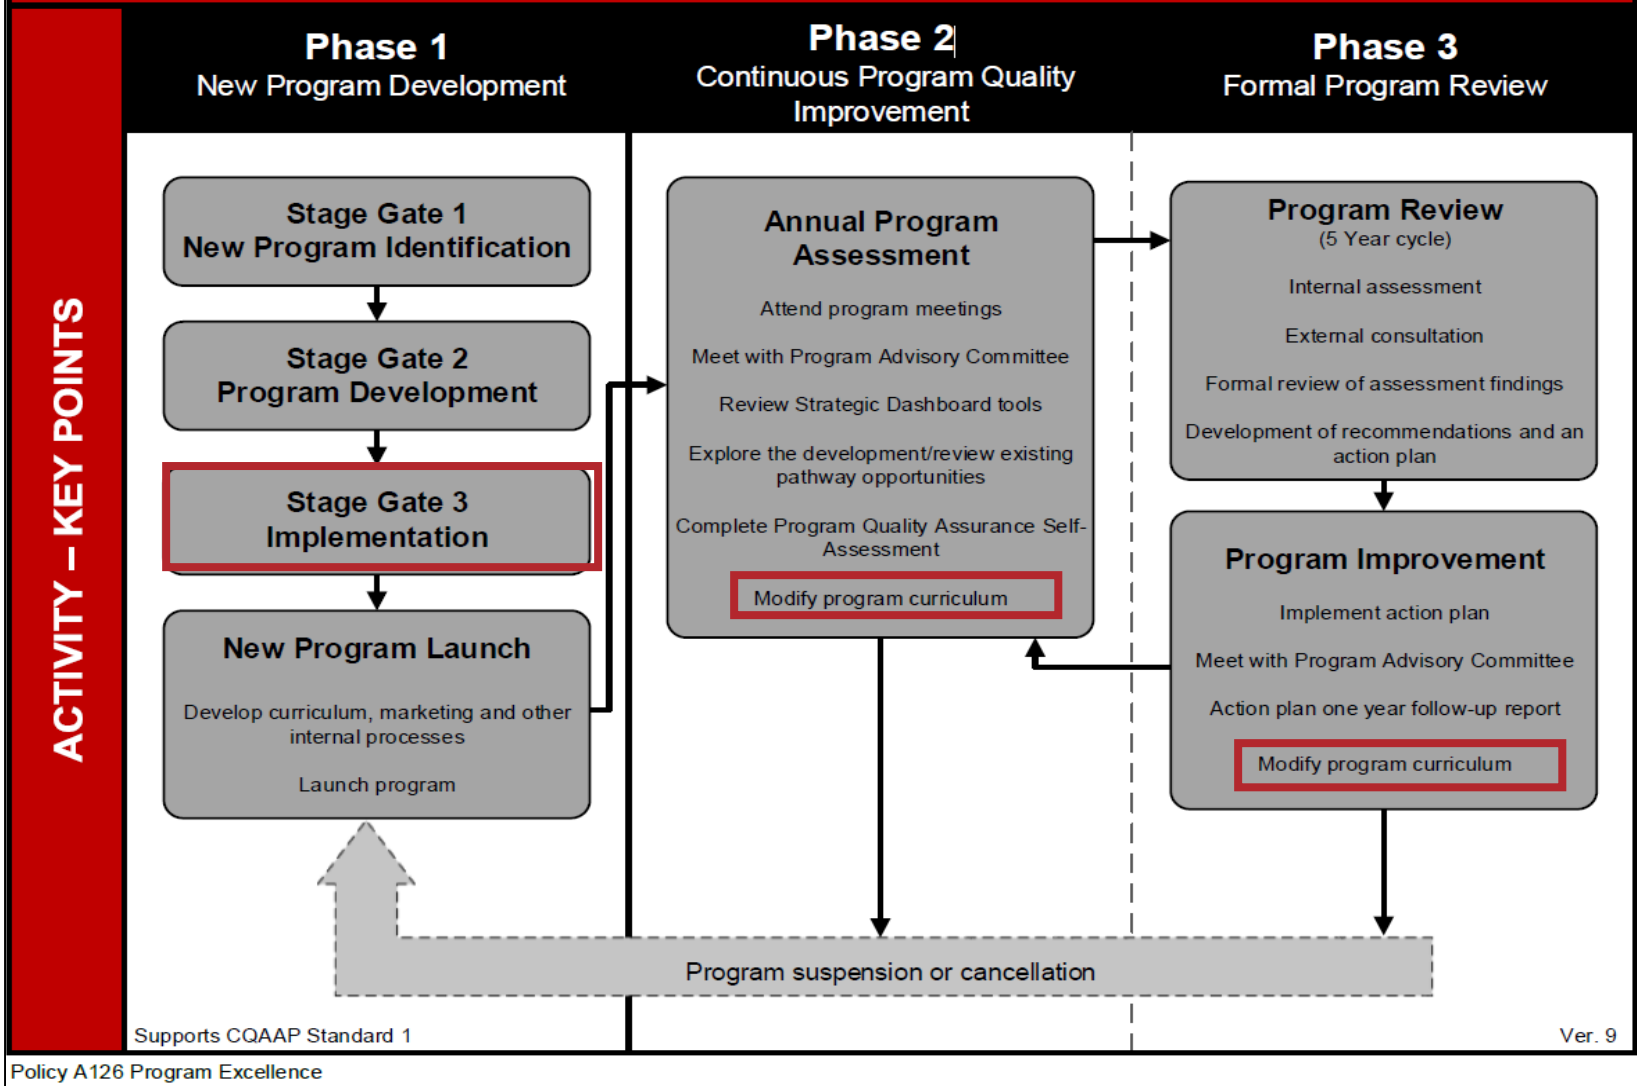 ACTIVITY – KEY POINTS
Phase 1
New Program Development
Phase 2
Continuous Program Quality
Improvement
Phase 3
Formal Program Review
Stage Gate 1
New Program Identification
Stage Gate 2
Program Development
Stage Gate 3
Implementation
New Program Launch
Develop curriculum, marketing and other
internal processes
Launch program
Annual Program
Assessment
Attend program meetings
Meet with Program Advisory Committee
Review Strategic Dashboard tools
Explore the development/review existing
pathway opportunities
Complete Program Quality Assurance Self-
Assessment
Modify program curriculum
Program Review
(5 Year cycle)
Internal assessment
External consultation
Formal review of assessment findings
Development of recommendations and an
action plan
Program Improvement
Implement action plan
Meet with Program Advisory Committee
Action plan one year follow-up report
Modify program curriculum
Program suspension or cancellation
Supports CQAAP Standard 1
Ver. 9
Policy A126 Program Excellence